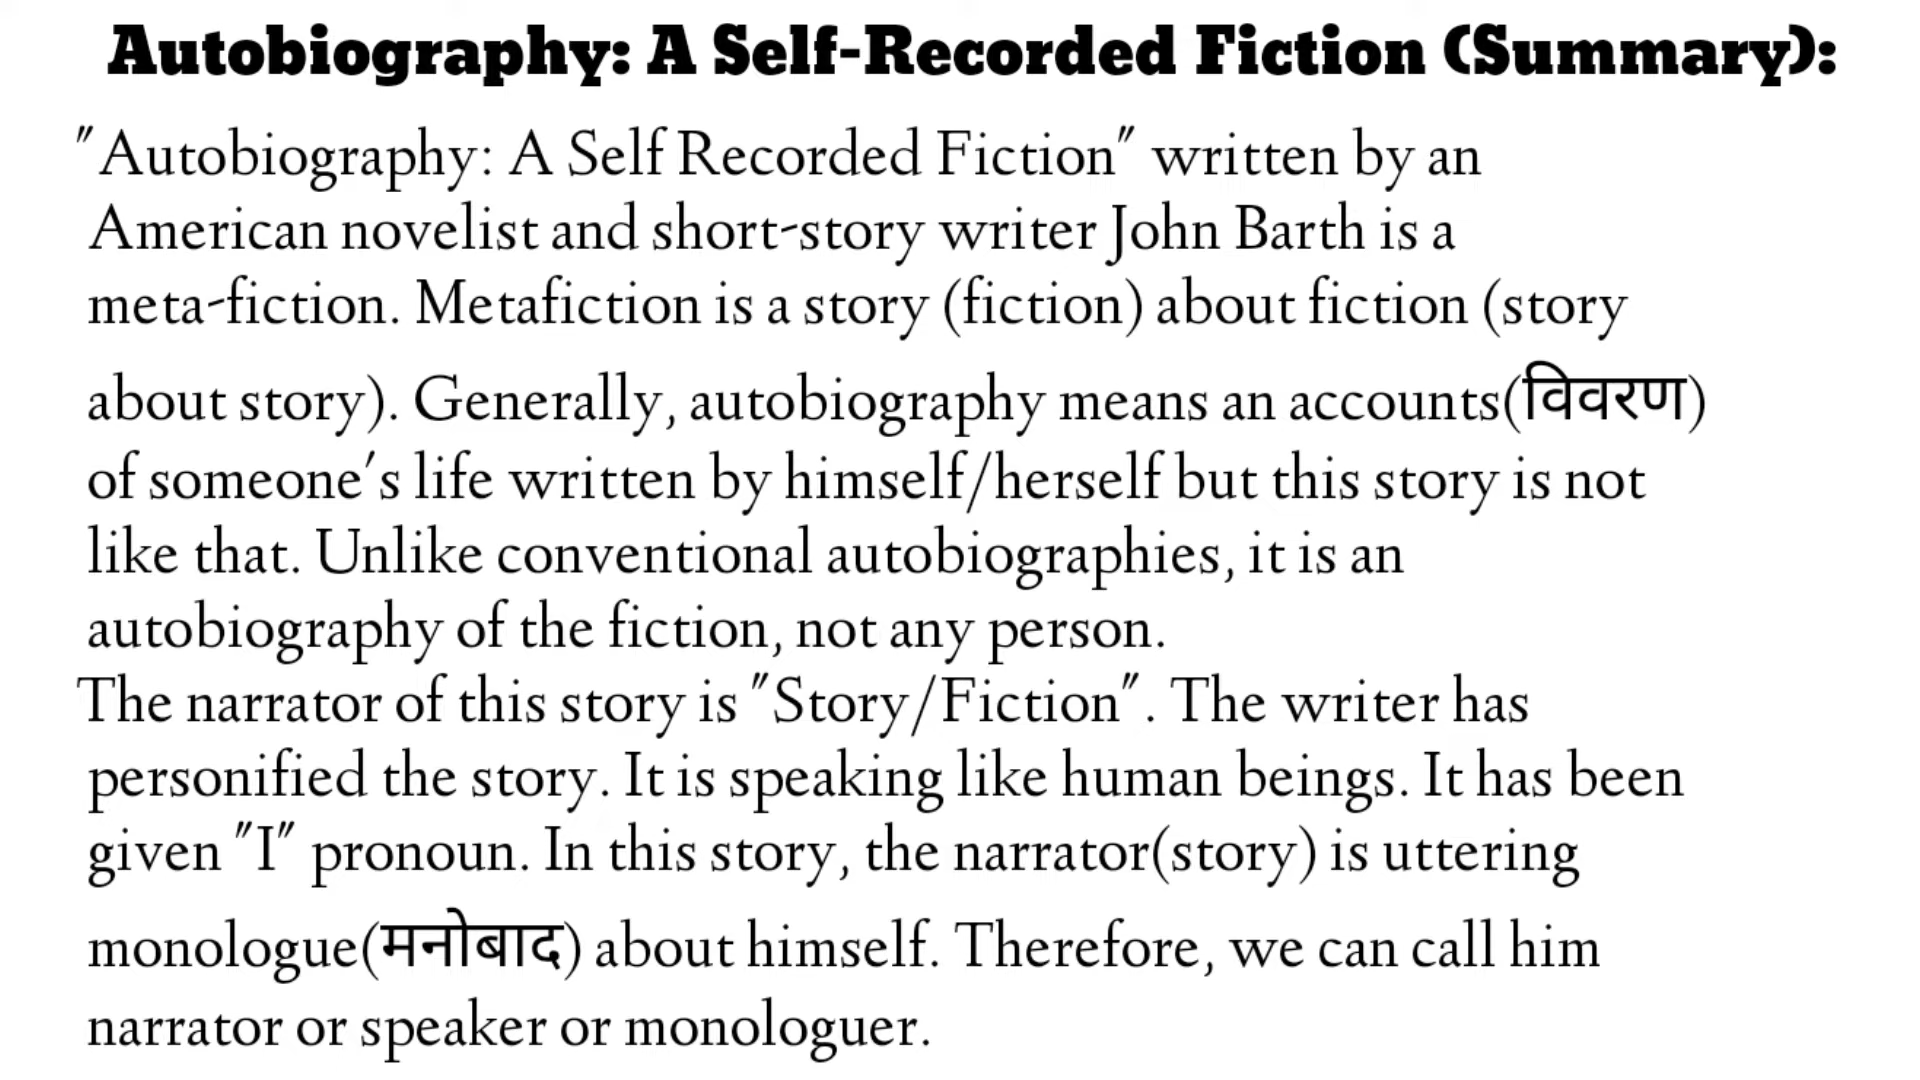 Autobiography: A Self-Recorded Fiction (Summary):
"Autobiography: A Self Recorded Fiction" written by an
American novelist and short-story writer John Barth is a
meta-fiction. Metafiction is a story (fiction) about fiction (story
about story). Generally, autobiography means an accounts(विवरण)
of someone's life written by himself/herself but this story is not
like that. Unlike conventional autobiographies, it is an
autobiography of the fiction, not any person.
The narrator of this story is "Story/Fiction". The writer has
personified the story. It is speaking like human beings. It has been
given "I" pronoun. In this story, the narrator(story) is uttering
monologue(मनोबाद) about himself. Therefore, we can call him
narrator or speaker or monologuer.